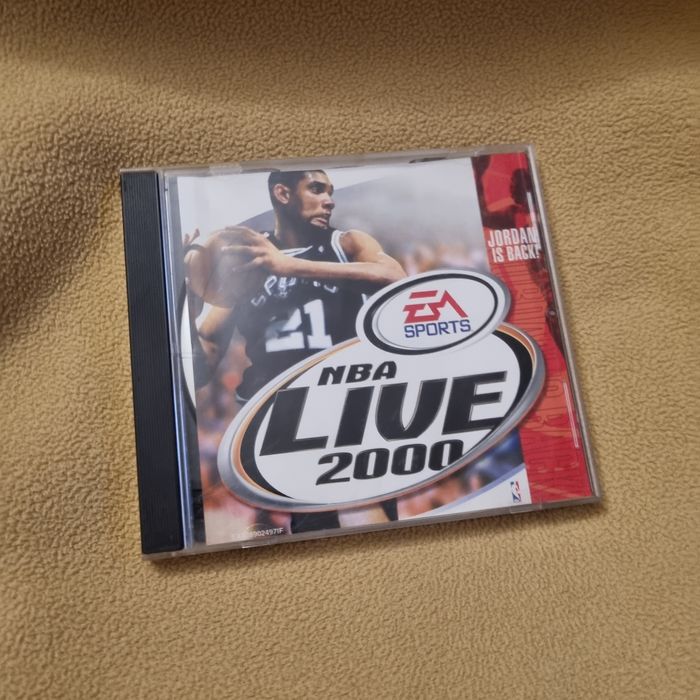 JORDAN
IS BACK!
SPURS
21
EA
SPORTS
NBA
LIVE
2000